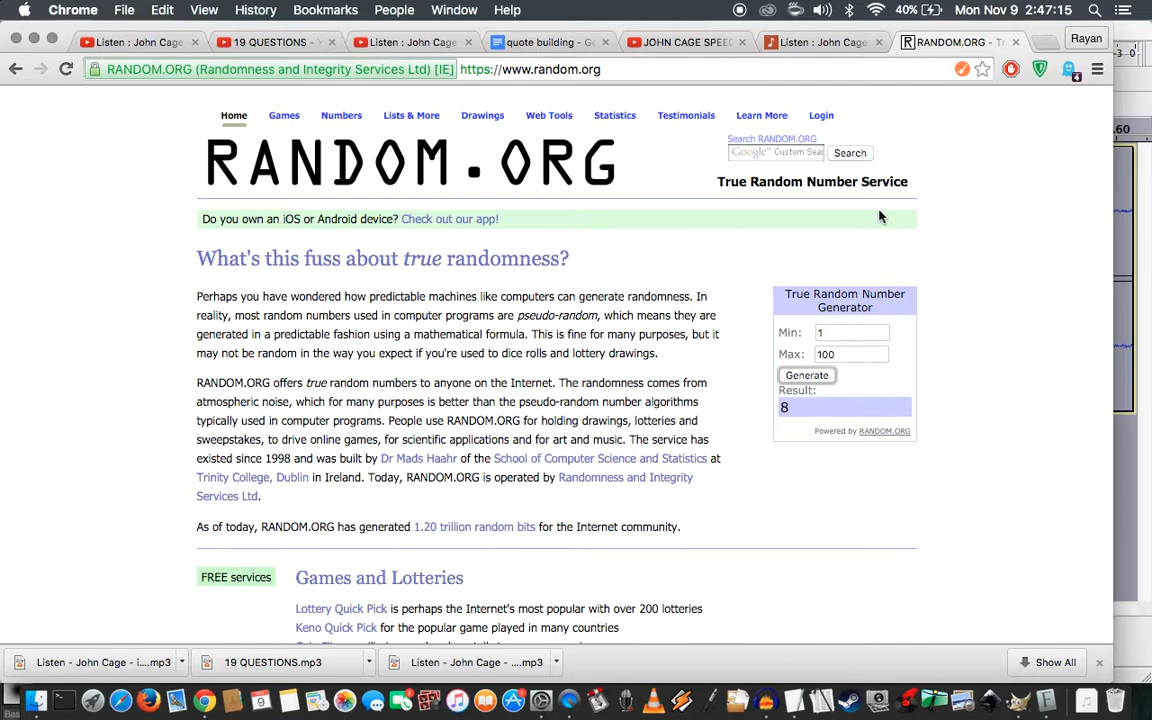 Chrome File Edit View History Bookmarks People Window Help 40% Mon Nov 9 2:47:15
Listen : John Cage 19 QUESTIONS - Listen : John Cage quote building - G JOHN CAGE SPEE Listen : John Cage RANDOM.ORG - Tr Rayan
RANDOM.ORG (Randomness and Integrity Services Ltd) [IE] https://www.random.org
4
Home Games Numbers Lists & More Drawings Web Tools Statistics Testimonials Learn More Login
RANDOM.ORG
Search RANDOM.ORG
Google™ Custom Sear Search
True Random Number Service
Do you own an iOS or Android device? Check out our app!
What's this fuss about true randomness?
Perhaps you have wondered how predictable machines like computers can generate randomness. In
reality, most random numbers used in computer programs are pseudo-random, which means they are
generated in a predictable fashion using a mathematical formula. This is fine for many purposes, but it
may not be random in the way you expect if you're used to dice rolls and lottery drawings.
RANDOM.ORG offers true random numbers to anyone on the Internet. The randomness comes from
atmospheric noise, which for many purposes is better than the pseudo-random number algorithms
typically used in computer programs. People use RANDOM.ORG for holding drawings, lotteries and
sweepstakes, to drive online games, for scientific applications and for art and music. The service has
existed since 1998 and was built by Dr Mads Haahr of the School of Computer Science and Statistics at
Trinity College, Dublin in Ireland. Today, RANDOM.ORG is operated by Randomness and Integrity
Services Ltd.
As of today, RANDOM.ORG has generated 1.20 trillion random bits for the Internet community.
True Random Number
Generator
Min: 1
Max: 100
Generate
Result:
8
Powered by RANDOM.ORG
FREE services
Games and Lotteries
Lottery Quick Pick is perhaps the Internet's most popular with over 200 lotteries
Keno Quick Pick for the popular game played in many countries
Listen - John Cage - i....mp3 19 QUESTIONS.mp3 Listen - John Cage - ....mp3 Show All